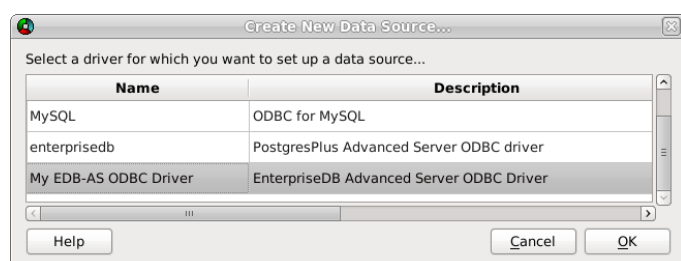 Create New Data Source...
Select a driver for which you want to set up a data source...
Name Description
MySQL ODBC for MySQL
enterprisedb PostgresPlus Advanced Server ODBC driver
My EDB-AS ODBC Driver EnterpriseDB Advanced Server ODBC Driver
Help Cancel OK